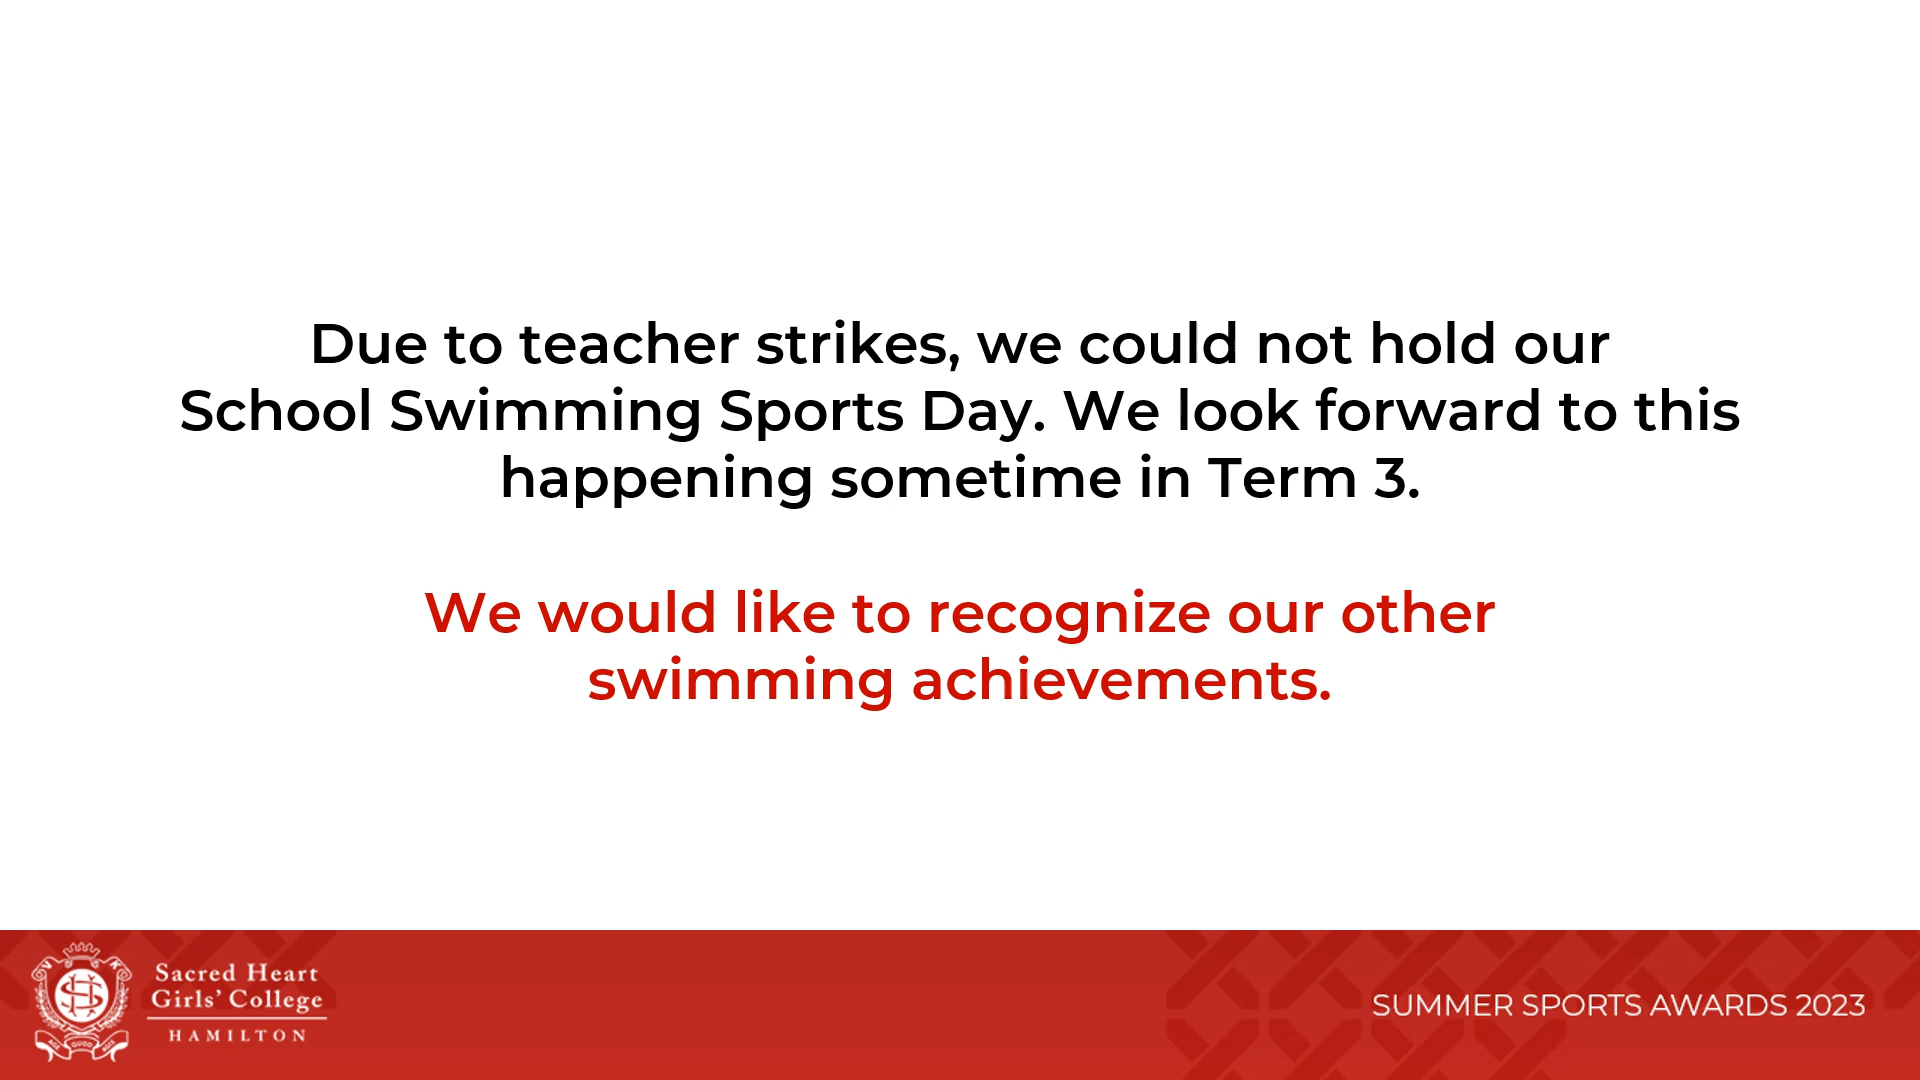 Due to teacher strikes, we could not hold our
School Swimming Sports Day. We look forward to this
happening sometime in Term 3.
We would like to recognize our other
swimming achievements.
Sacred Heart
Girls' College
HAMILTON
SUMMER SPORTS AWARDS 2023